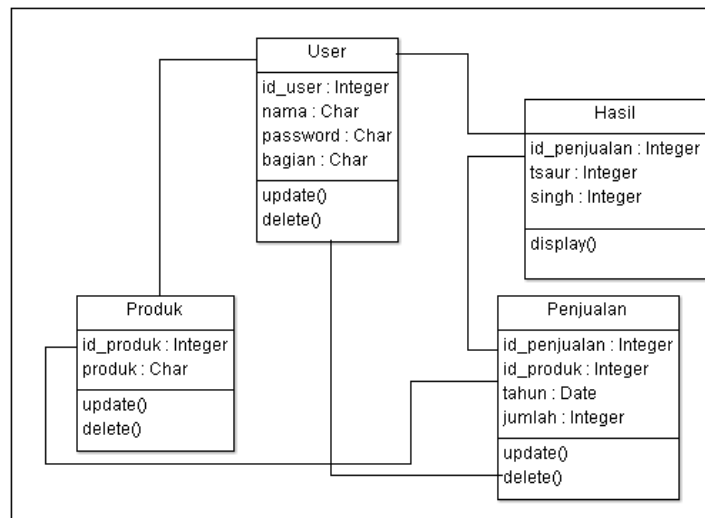 User
id_user : Integer
nama : Char
password : Char
bagian : Char
update()
delete()
Hasil
id_penjualan : Integer
tsaur : Integer
singh : Integer
display()
Produk
id_produk : Integer
produk : Char
update()
delete()
Penjualan
id_penjualan : Integer
id_produk : Integer
tahun : Date
jumlah : Integer
update()
delete()